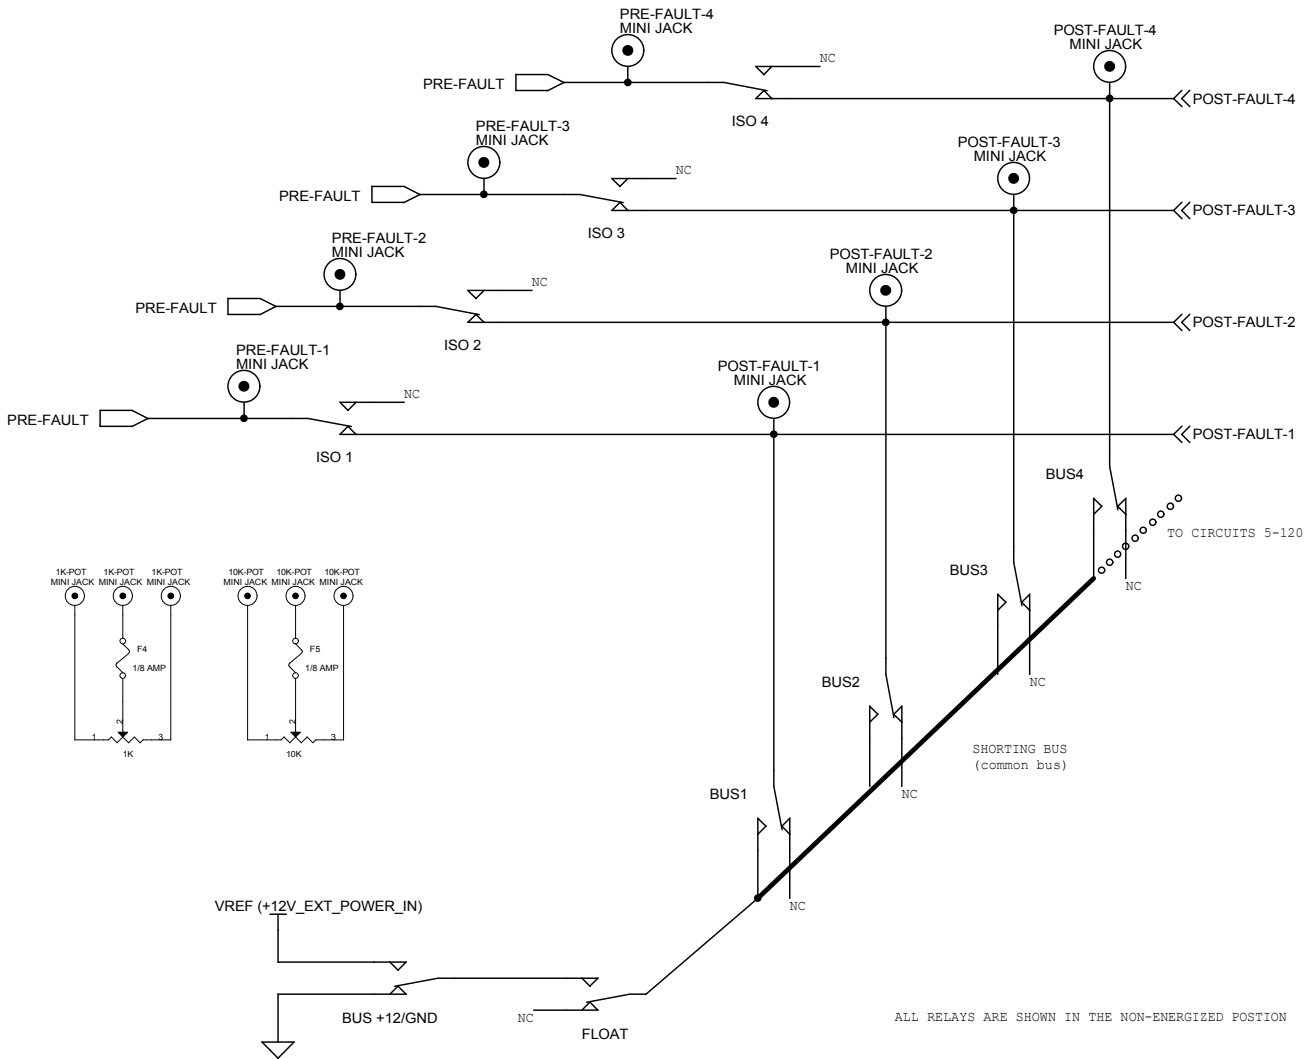 PRE-FAULT-4
MINI JACK
POST-FAULT-4
MINI JACK
NC
PRE-FAULT
POST-FAULT-4
ISO 4
PRE-FAULT-3
MINI JACK
POST-FAULT-3
MINI JACK
NC
PRE-FAULT
POST-FAULT-3
ISO 3
PRE-FAULT-2
MINI JACK
POST-FAULT-2
MINI JACK
NC
PRE-FAULT
POST-FAULT-2
ISO 2
PRE-FAULT-1
MINI JACK
POST-FAULT-1
MINI JACK
NC
PRE-FAULT
POST-FAULT-1
ISO 1
BUS4
TO CIRCUITS 5-120
NC
BUS3
NC
BUS2
NC
SHORTING BUS
(common bus)
BUS1
NC
1K-POT
MINI JACK
1K-POT
MINI JACK
1K-POT
MINI JACK
F4
1/8 AMP
1
2
3
1K
10K-POT
MINI JACK
10K-POT
MINI JACK
10K-POT
MINI JACK
F5
1/8 AMP
1
2
3
10K
VREF (+12V_EXT_POWER_IN)
BUS +12/GND
NC
FLOAT
ALL RELAYS ARE SHOWN IN THE NON-ENERGIZED POSTION